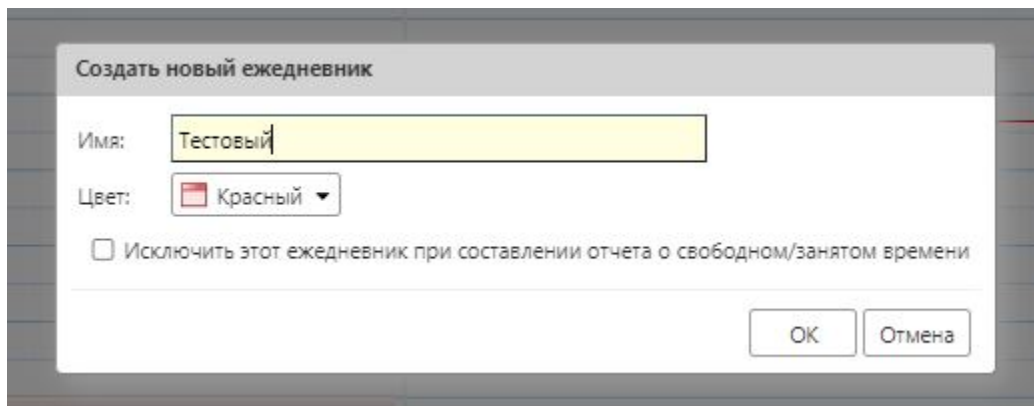 Создать новый ежедневник
Имя: Тестовый
Цвет: Красный
Исключить этот ежедневник при составлении отчета о свободном/занятом времени
ОК Отмена